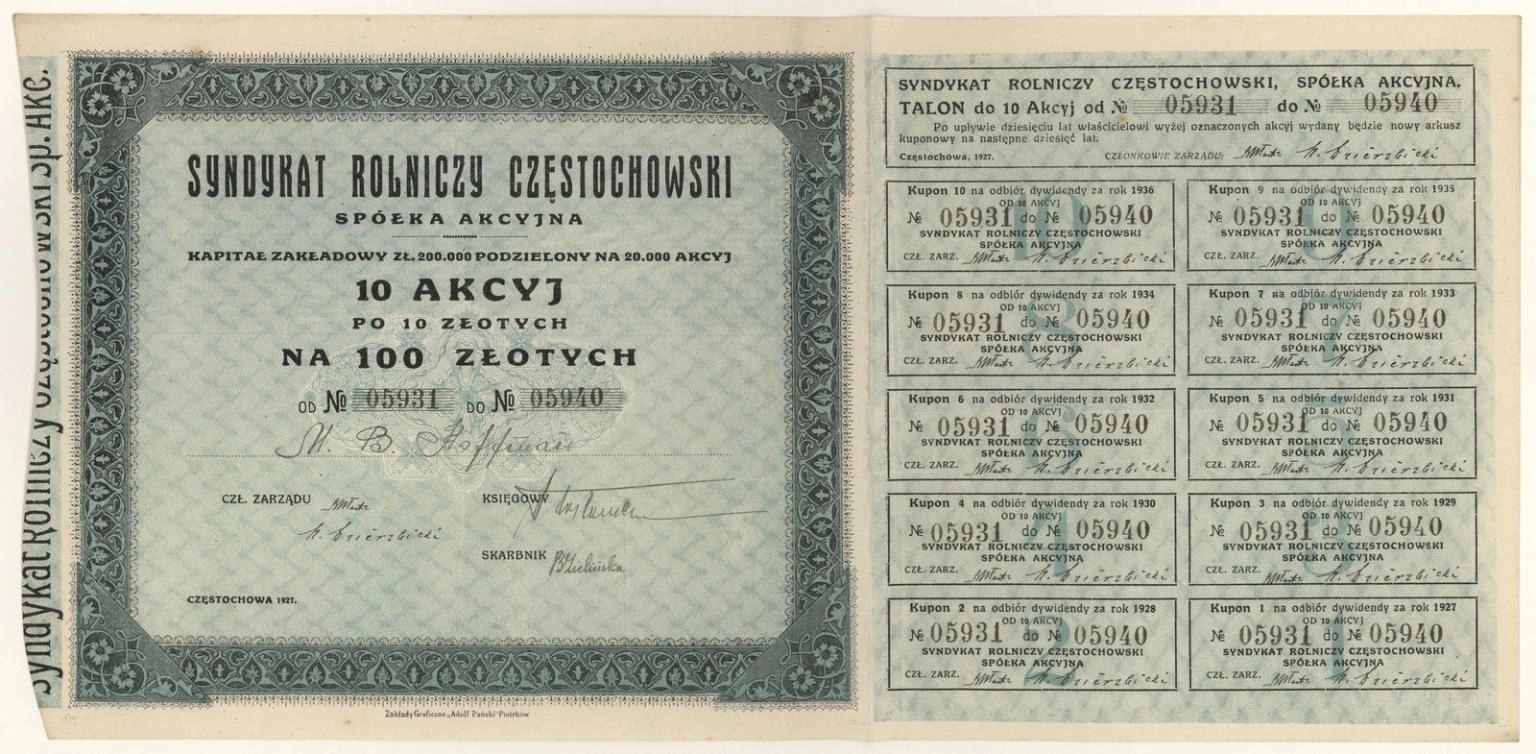 Syndykat Rolniczy Częstochowski Sp. Akc.
SYNDYKAT ROLNICZY CZĘSTOCHOWSKI
SPÓŁKA AKCYJNA
KAPITAŁ ZAKŁADOWY ZŁ. 200.000 PODZIELONY NA 20.000 AKCYJ
10 AKCYJ
PO 10 ZŁOTYCH
NA 100 ZŁOTYCH
OD № 05931 DO № 05940
M. B. Hoffman
CZŁ. ZARZĄDU
KSIĘGOWY
SKARBNIK
BZielińska
CZĘSTOCHOWA 1927.
Zakłady Graficzne „Adolf Pański" Piotrków
SYNDYKAT ROLNICZY CZĘSTOCHOWSKI, SPÓŁKA AKCYJNA.
TALON do 10 Akcyj od № 05931 do № 05940
Po upływie dziesięciu lat właścicielowi wyżej oznaczonych akcyj wydany będzie nowy arkusz
kuponowy na następne dziesięć lat.
Częstochowa, 1927. CZŁONKOWIE ZARZĄDU:
Kupon 10 na odbiór dywidendy za rok 1936
OD 10 AKCYJ
№ 05931 do № 05940
SYNDYKAT ROLNICZY CZĘSTOCHOWSKI
SPÓŁKA AKCYJNA
CZŁ. ZARZ.
Kupon 9 na odbiór dywidendy za rok 1935
OD 10 AKCYJ
№ 05931 do № 05940
SYNDYKAT ROLNICZY CZĘSTOCHOWSKI
SPÓŁKA AKCYJNA
CZŁ. ZARZ.
Kupon 8 na odbiór dywidendy za rok 1934
OD 10 AKCYJ
№ 05931 do № 05940
SYNDYKAT ROLNICZY CZĘSTOCHOWSKI
SPÓŁKA AKCYJNA
CZŁ. ZARZ.
Kupon 7 na odbiór dywidendy za rok 1933
OD 10 AKCYJ
№ 05931 do № 05940
SYNDYKAT ROLNICZY CZĘSTOCHOWSKI
SPÓŁKA AKCYJNA
CZŁ. ZARZ.
Kupon 6 na odbiór dywidendy za rok 1932
OD 10 AKCYJ
№ 05931 do № 05940
SYNDYKAT ROLNICZY CZĘSTOCHOWSKI
SPÓŁKA AKCYJNA
CZŁ. ZARZ.
Kupon 5 na odbiór dywidendy za rok 1931
OD 10 AKCYJ
№ 05931 do № 05940
SYNDYKAT ROLNICZY CZĘSTOCHOWSKI
SPÓŁKA AKCYJNA
CZŁ. ZARZ.
Kupon 4 na odbiór dywidendy za rok 1930
OD 10 AKCYJ
№ 05931 do № 05940
SYNDYKAT ROLNICZY CZĘSTOCHOWSKI
SPÓŁKA AKCYJNA
CZŁ. ZARZ.
Kupon 3 na odbiór dywidendy za rok 1929
OD 10 AKCYJ
№ 05931 do № 05940
SYNDYKAT ROLNICZY CZĘSTOCHOWSKI
SPÓŁKA AKCYJNA
CZŁ. ZARZ.
Kupon 2 na odbiór dywidendy za rok 1928
OD 10 AKCYJ
№ 05931 do № 05940
SYNDYKAT ROLNICZY CZĘSTOCHOWSKI
SPÓŁKA AKCYJNA
CZŁ. ZARZ.
Kupon 1 na odbiór dywidendy za rok 1927
OD 10 AKCYJ
№ 05931 do № 05940
SYNDYKAT ROLNICZY CZĘSTOCHOWSKI
SPÓŁKA AKCYJNA
CZŁ. ZARZ.